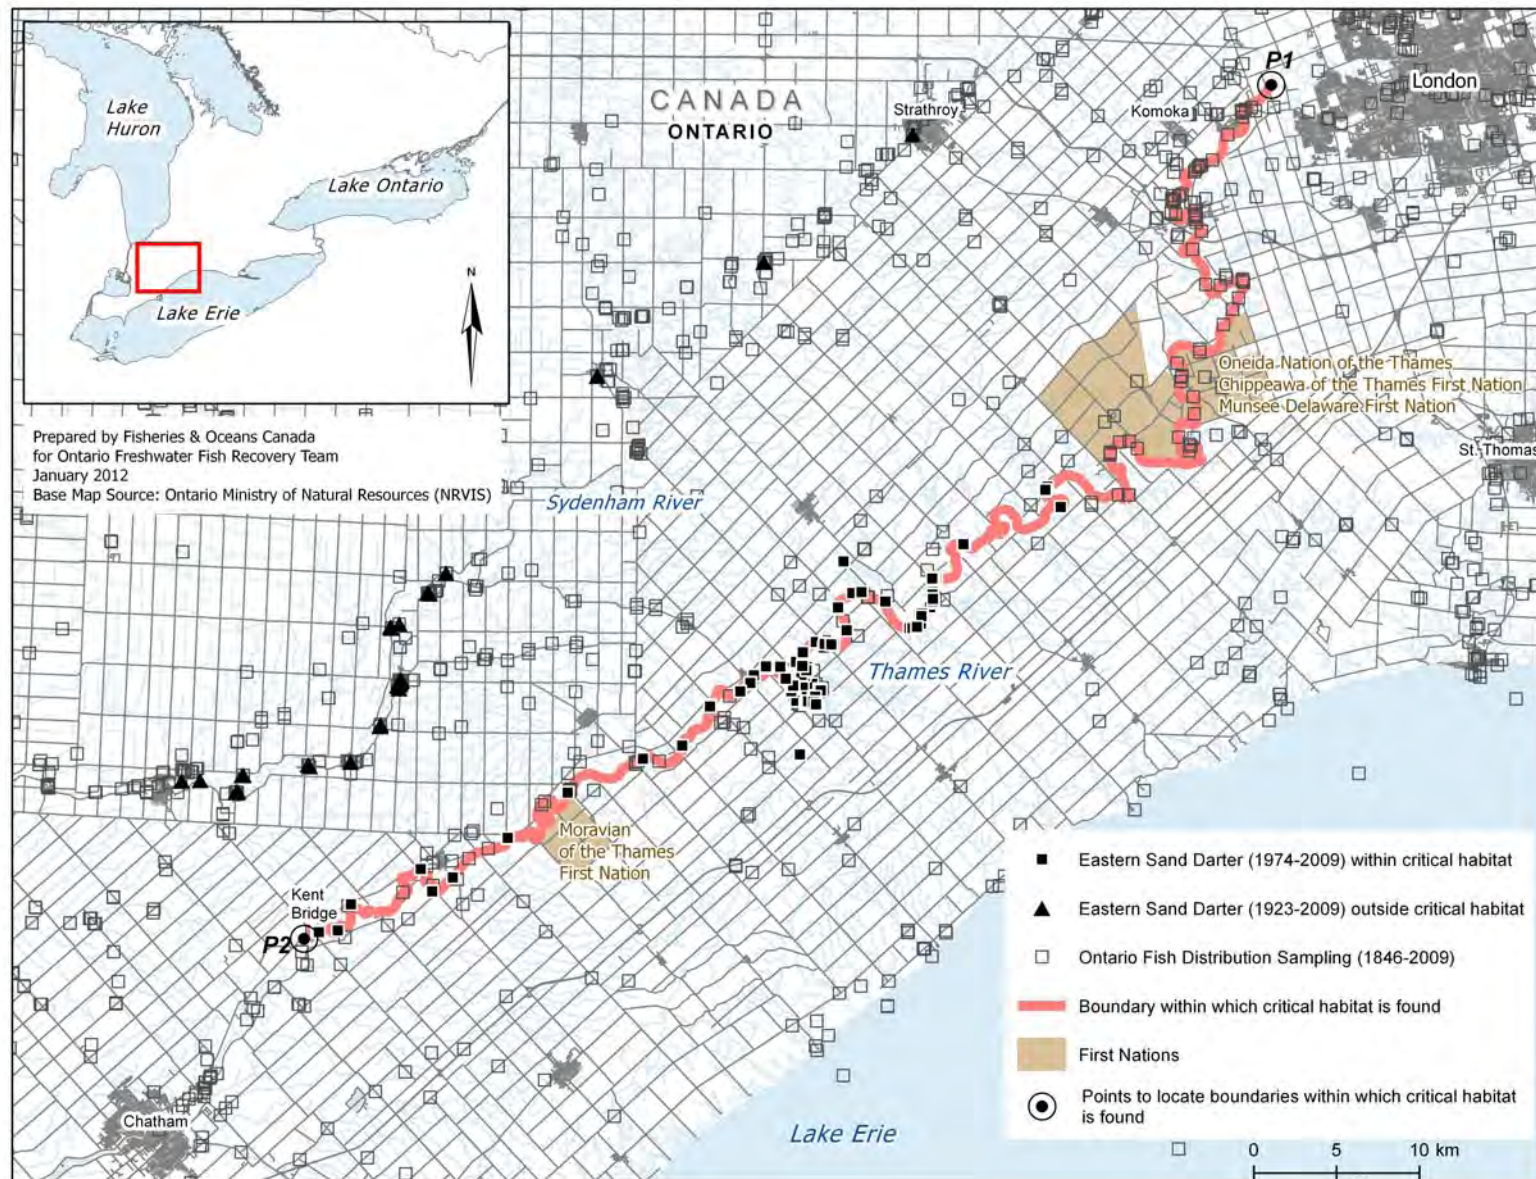 Lake
Huron
Lake Ontario
Lake Erie
N
Prepared by Fisheries & Oceans Canada
for Ontario Freshwater Fish Recovery Team
January 2012
Base Map Source: Ontario Ministry of Natural Resources (NRVIS)
CANADA
ONTARIO
Strathroy
Komoka
P1
London
Oneida Nation of the Thames
Chippeawa of the Thames First Nation
Munsee Delaware First Nation
St. Thomas
Sydenham River
Thames River
Moravian
of the Thames
First Nation
Kent
Bridge
P2
Chatham
Lake Erie
Eastern Sand Darter (1974-2009) within critical habitat
Eastern Sand Darter (1923-2009) outside critical habitat
Ontario Fish Distribution Sampling (1846-2009)
Boundary within which critical habitat is found
First Nations
Points to locate boundaries within which critical habitat
is found
0 5 10 km